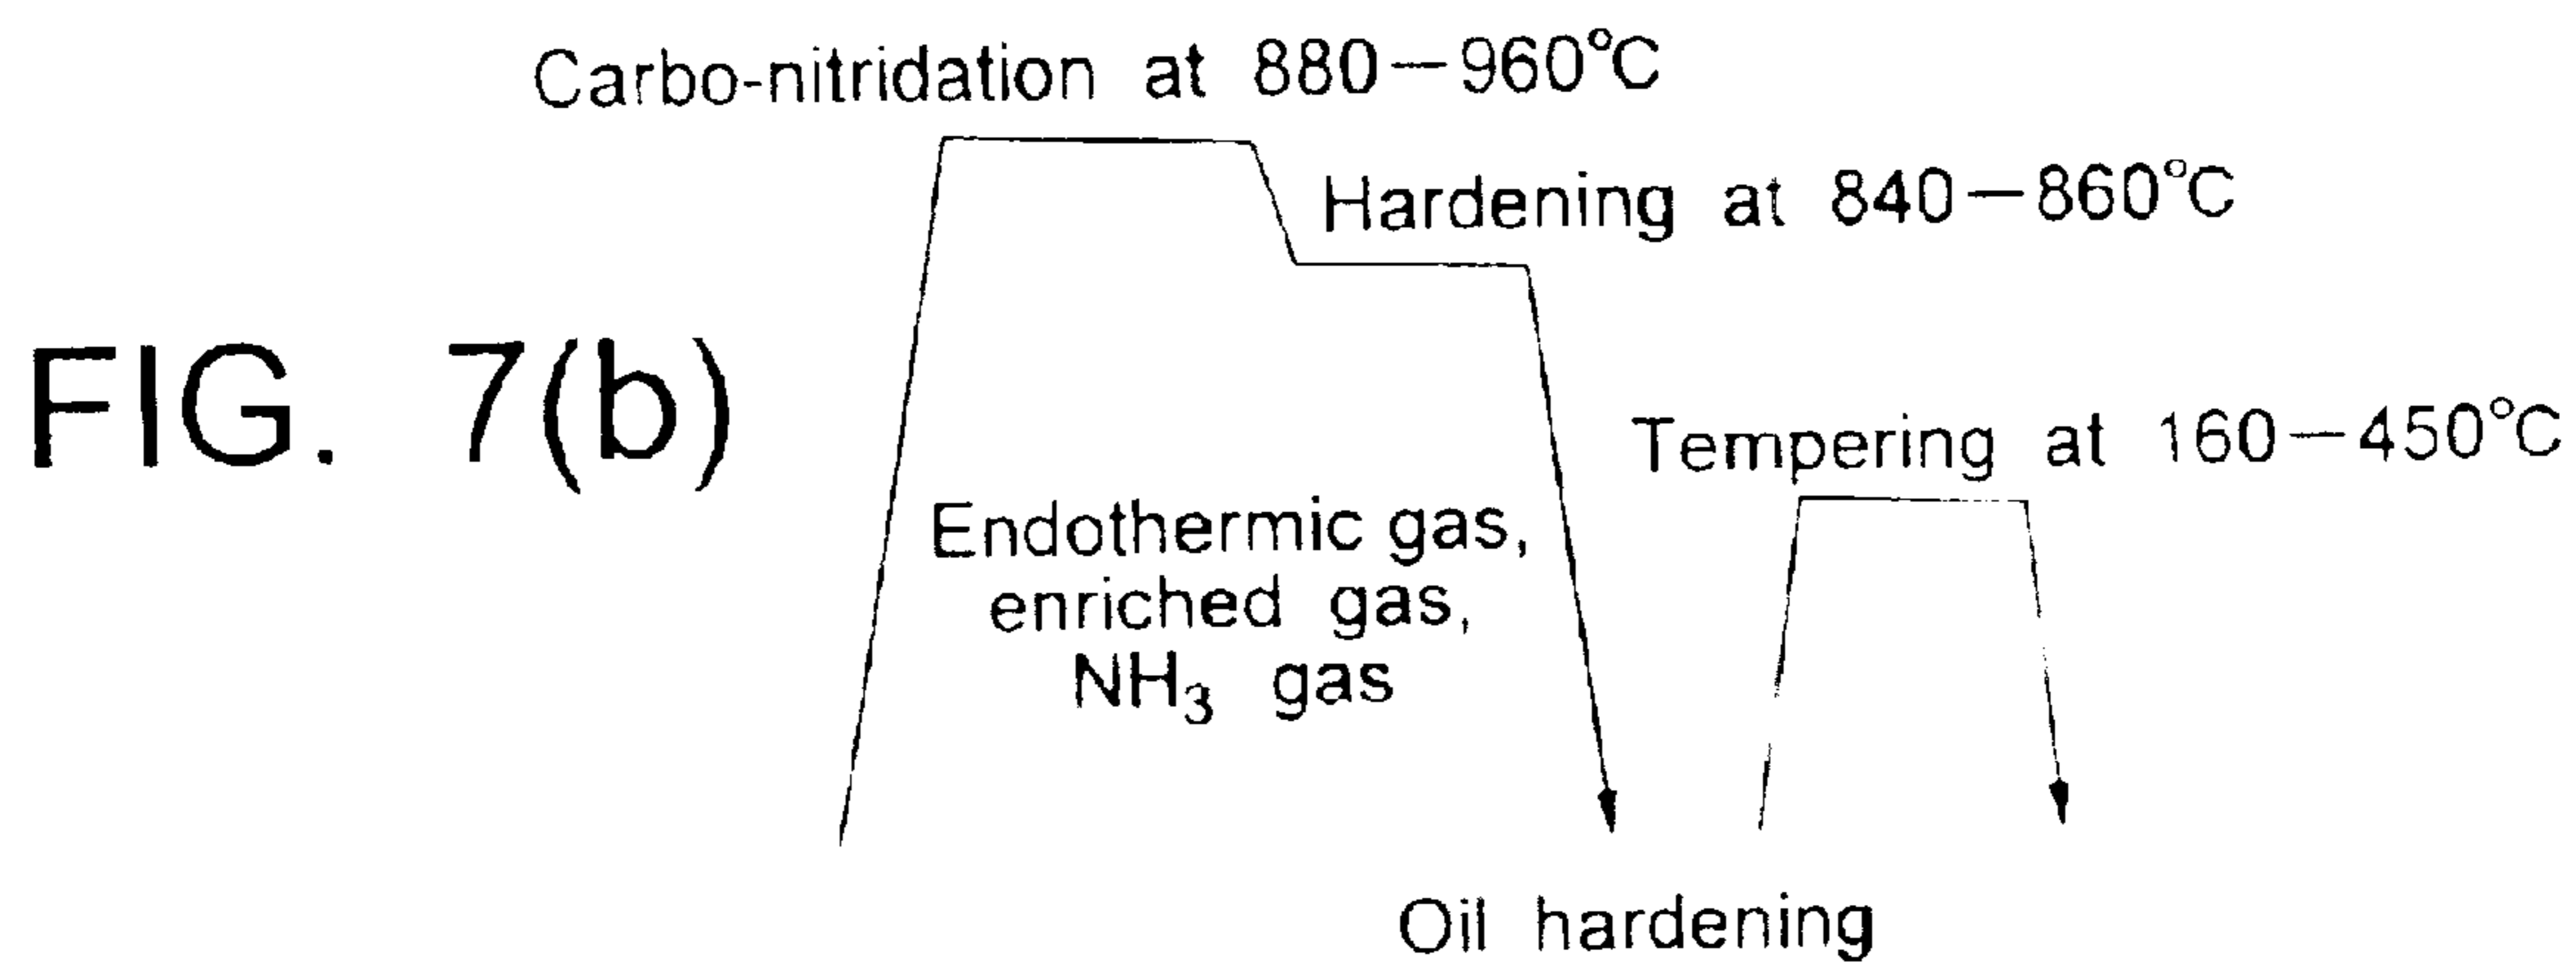 Carbo-nitridation at 880—960°C
Hardening at 840—860°C
FIG. 7(b)
Tempering at 160—450°C
Endothermic gas,
enriched gas,
NH₃ gas
Oil hardening